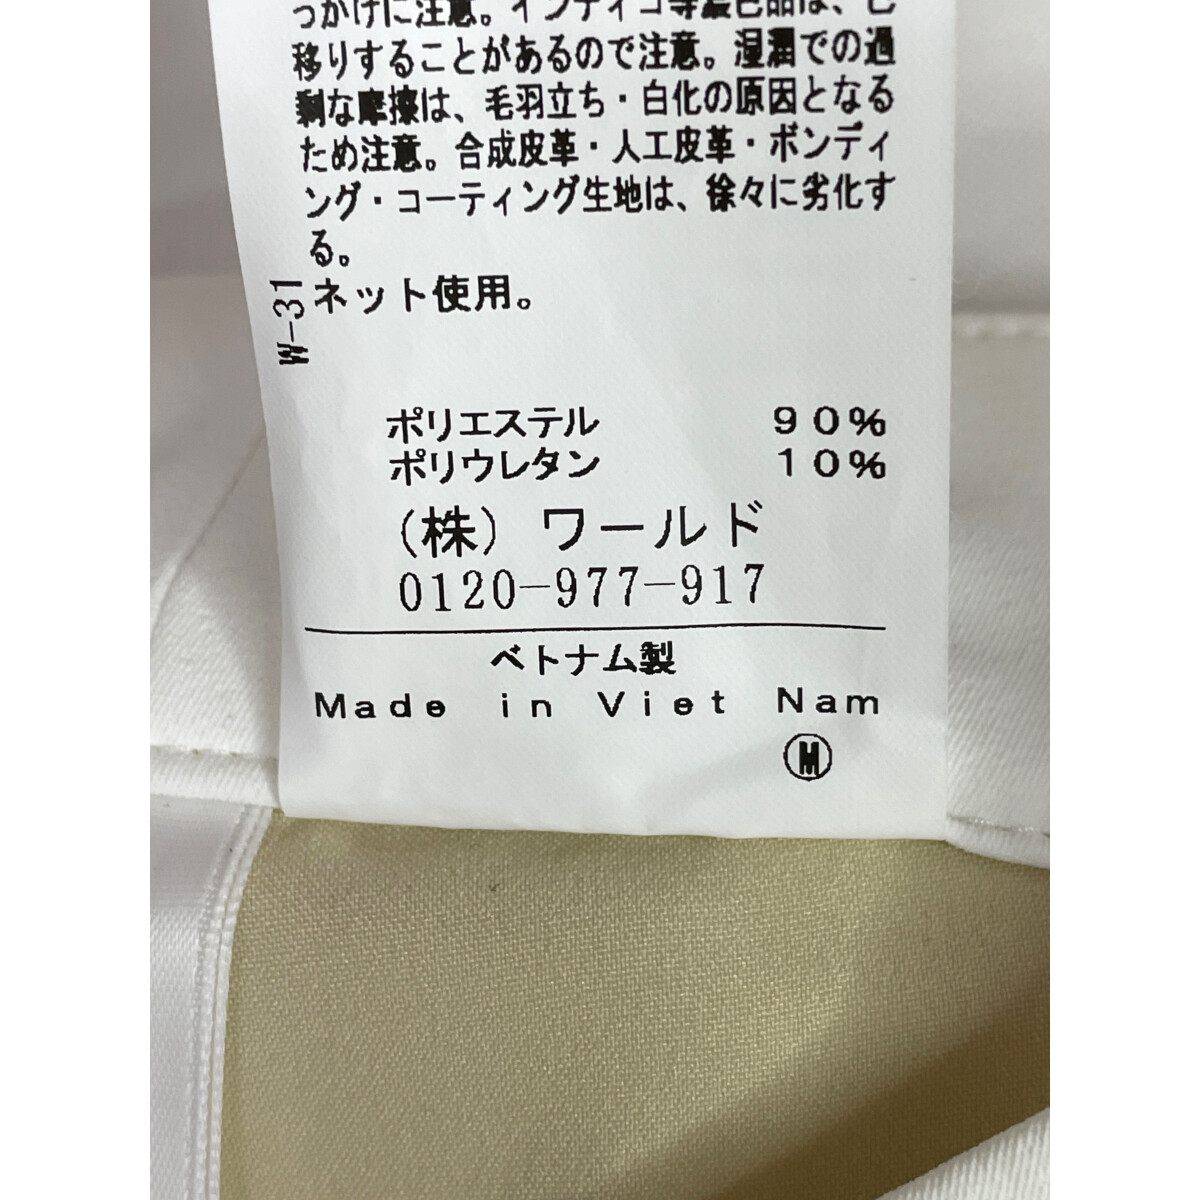 っかけに注意。インディゴ等濃色品は、色
移りすることがあるので注意。湿潤での過
剰な摩擦は、毛羽立ち・白化の原因となる
ため注意。合成皮革・人工皮革・ボンディ
ング・コーティング生地は、徐々に劣化す
る。
ネット使用。
W-31
ポリエステル 90%
ポリウレタン 10%
(株) ワールド
0120-977-917
ベトナム製
Made in Viet Nam
M